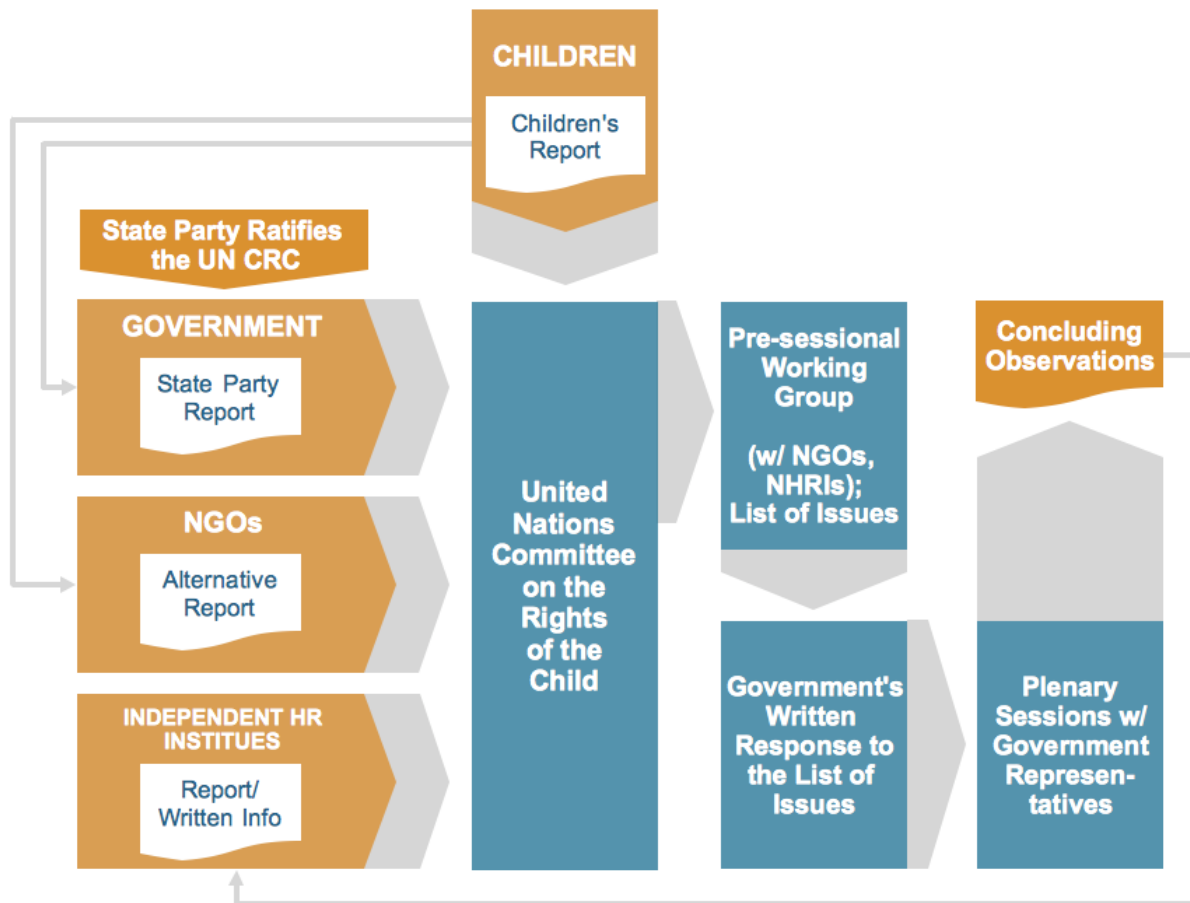 CHILDREN
Children's
Report
State Party Ratifies
the UN CRC
GOVERNMENT
State Party
Report
NGOs
Alternative
Report
INDEPENDENT HR
INSTITUES
Report/
Written Info
United
Nations
Committee
on the
Rights
of the
Child
Pre-sessional
Working
Group
(w/ NGOs,
NHRIs);
List of Issues
Government's
Written
Response to
the List of
Issues
Plenary
Sessions w/
Government
Represen-
tatives
Concluding
Observations